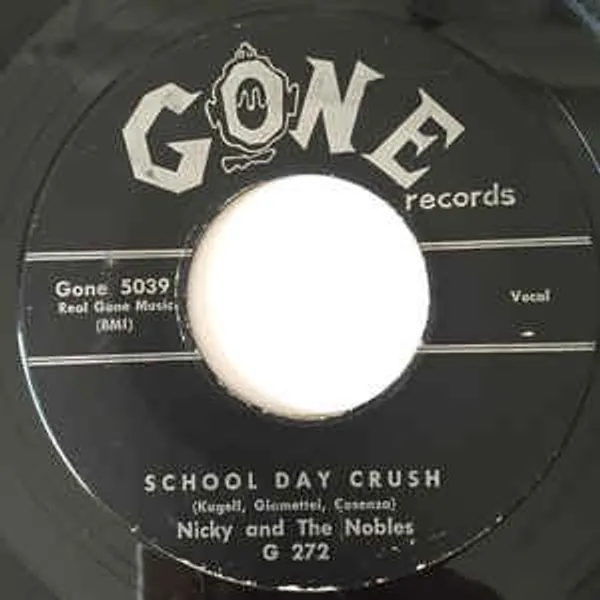 GONE
records
Gone 5039
Real Gone Music
(BMI)
Vocal
SCHOOL DAY CRUSH
(Kugell, Giamettei, Cosenza)
Nicky and The Nobles
G 272